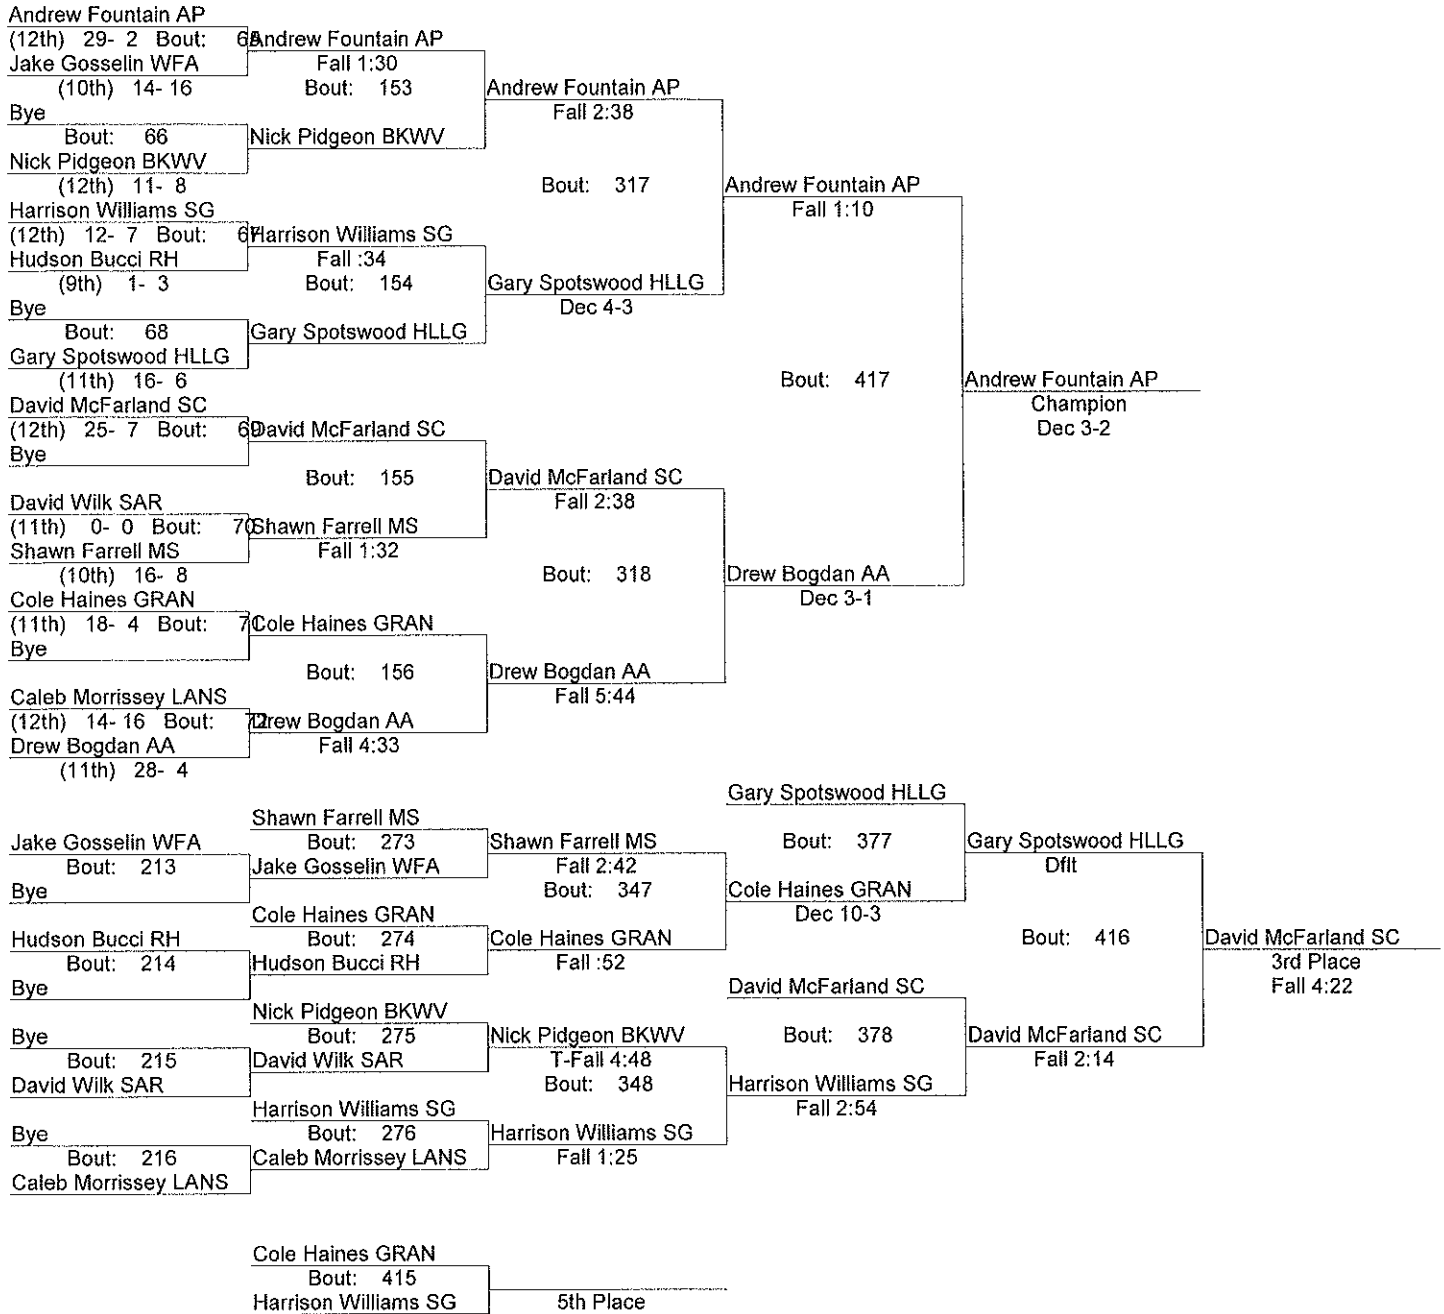 Andrew Fountain AP
(12th) 29- 2 Bout: 65
Andrew Fountain AP
Jake Gosselin WFA
Fall 1:30
(10th) 14- 16
Bout: 153
Andrew Fountain AP
Bye
Fall 2:38
Bout: 66
Nick Pidgeon BKWV
Nick Pidgeon BKWV
(12th) 11- 8
Bout: 317
Andrew Fountain AP
Harrison Williams SG
Fall 1:10
(12th) 12- 7 Bout: 67
Harrison Williams SG
Hudson Bucci RH
Fall :34
(9th) 1- 3
Bout: 154
Gary Spotswood HLLG
Bye
Dec 4-3
Bout: 68
Gary Spotswood HLLG
Gary Spotswood HLLG
(11th) 16- 6
Bout: 417
Andrew Fountain AP
David McFarland SC
Champion
(12th) 25- 7 Bout: 69
David McFarland SC
Dec 3-2
Bye
Bout: 155
David McFarland SC
David Wilk SAR
Fall 2:38
(11th) 0- 0 Bout: 70
Shawn Farrell MS
Shawn Farrell MS
Fall 1:32
(10th) 16- 8
Bout: 318
Drew Bogdan AA
Cole Haines GRAN
Dec 3-1
(11th) 18- 4 Bout: 71
Cole Haines GRAN
Bye
Bout: 156
Drew Bogdan AA
Caleb Morrissey LANS
Fall 5:44
(12th) 14- 16 Bout: 72
Drew Bogdan AA
Drew Bogdan AA
Fall 4:33
(11th) 28- 4
Gary Spotswood HLLG
Shawn Farrell MS
Jake Gosselin WFA
Bout: 273
Shawn Farrell MS
Bout: 377
Gary Spotswood HLLG
Bout: 213
Jake Gosselin WFA
Fall 2:42
Dflt
Bye
Bout: 347
Cole Haines GRAN
Cole Haines GRAN
Dec 10-3
Hudson Bucci RH
Bout: 274
Cole Haines GRAN
Bout: 416
David McFarland SC
Bout: 214
Hudson Bucci RH
Fall :52
3rd Place
Bye
David McFarland SC
Fall 4:22
Nick Pidgeon BKWV
Bye
Bout: 275
Nick Pidgeon BKWV
Bout: 378
David McFarland SC
Bout: 215
David Wilk SAR
T-Fall 4:48
Fall 2:14
David Wilk SAR
Bout: 348
Harrison Williams SG
Harrison Williams SG
Fall 2:54
Bye
Bout: 276
Harrison Williams SG
Bout: 216
Caleb Morrissey LANS
Fall 1:25
Caleb Morrissey LANS
Cole Haines GRAN
Bout: 415
Harrison Williams SG
5th Place